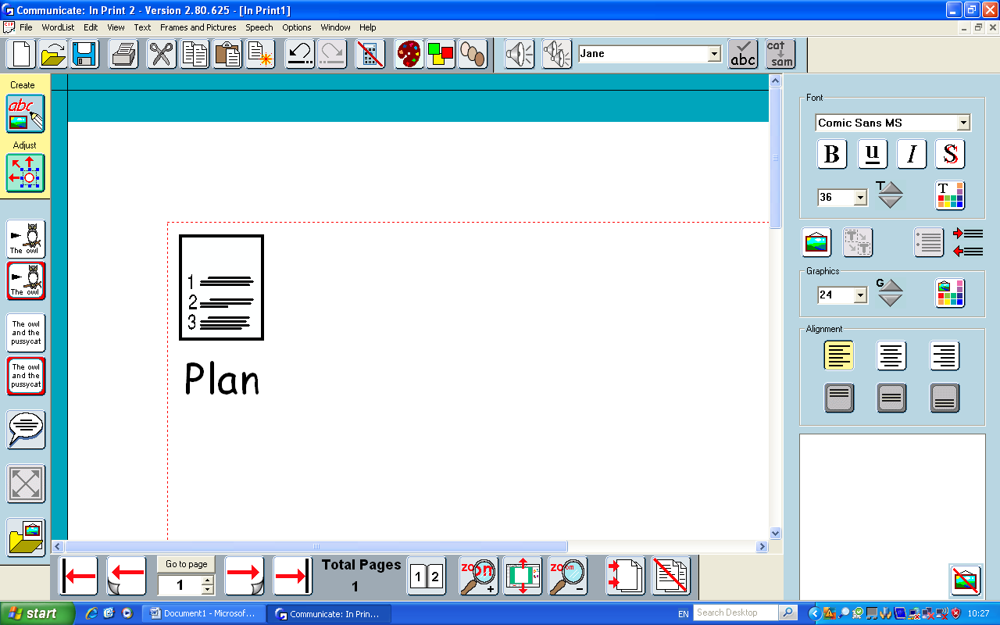 Communicate: In Print 2 - Version 2.80.625 - [In Print1]
File WordList Edit View Text Frames and Pictures Speech Options Window Help
Jane
abc
cat
sam
Create
abc
Adjust
The owl
The owl
The owl
and the
pussycat
The owl
and the
pussycat
1
2
3
Plan
Font
Comic Sans MS
B u I S
36
T
T
T T
Graphics
24
G
Alignment
Go to page
1
Total Pages
1
1 2
zoon
+
zoom
-
start
Document1 - Microsof...
Communicate: In Prin...
EN
Search Desktop
10:27